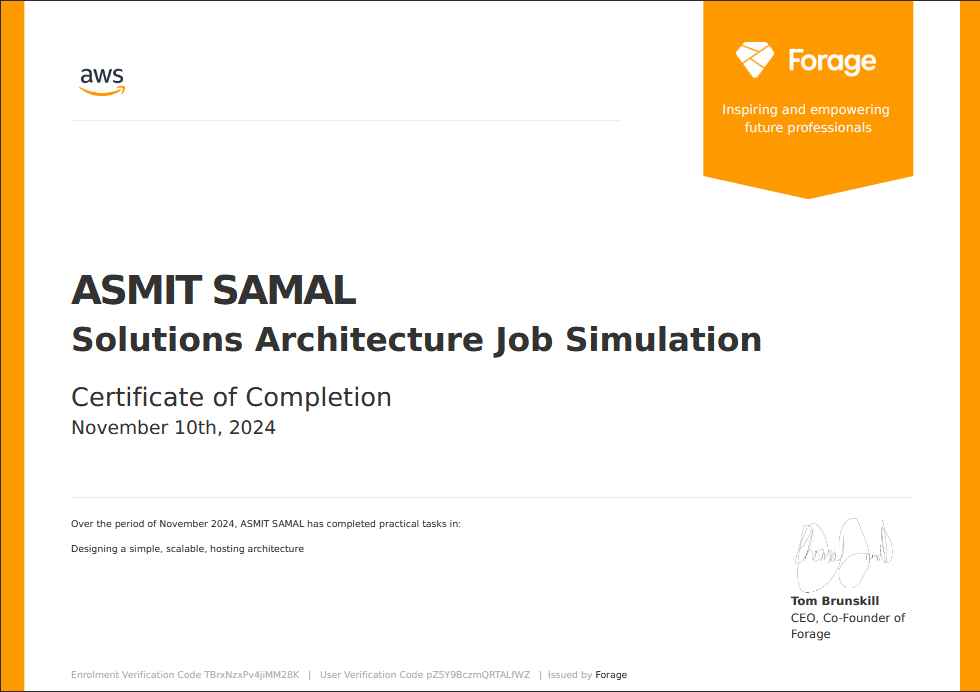 aws
Forage
Inspiring and empowering
future professionals
ASMIT SAMAL
Solutions Architecture Job Simulation
Certificate of Completion
November 10th, 2024
Over the period of November 2024, ASMIT SAMAL has completed practical tasks in:
Designing a simple, scalable, hosting architecture
Tom Brunskill
CEO, Co-Founder of
Forage
Enrolment Verification Code TBrxNzxPv4jiMM28K | User Verification Code pZ5Y9BczmQRTALfWZ | Issued by Forage